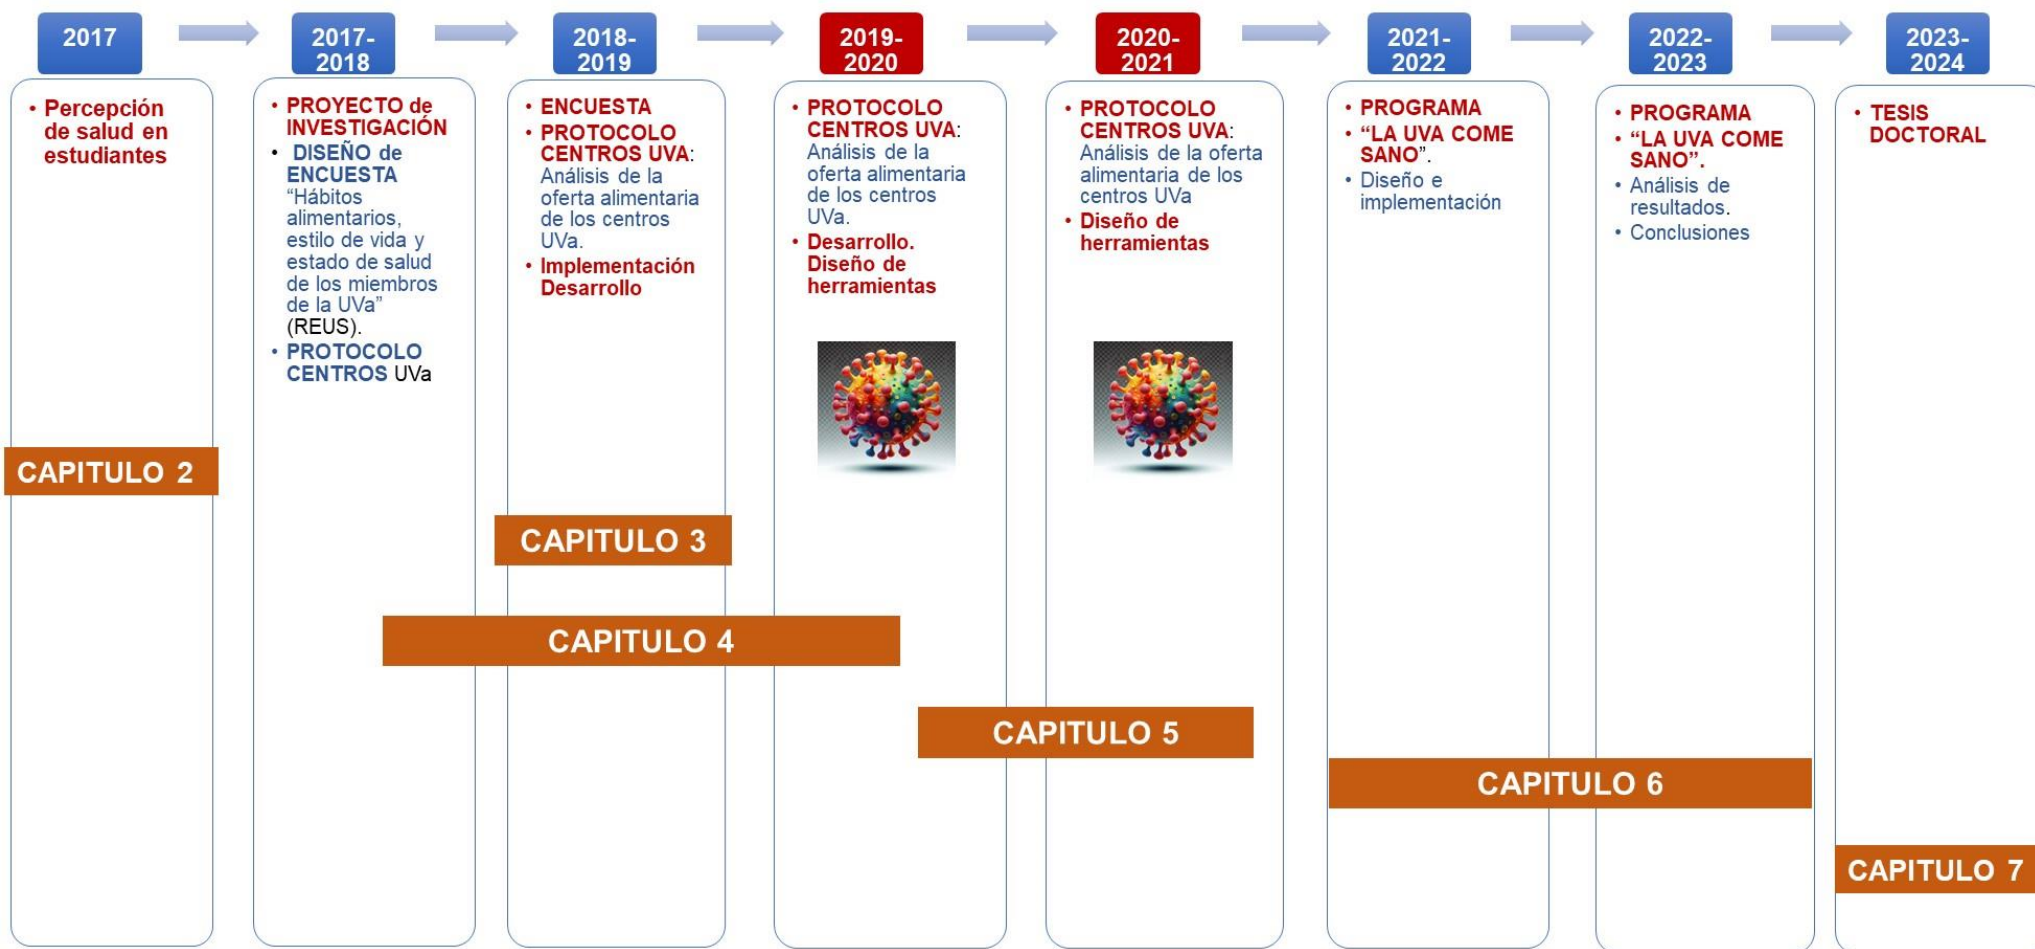 2017
2017-
2018
2018-
2019
2019-
2020
2020-
2021
2021-
2022
2022-
2023
2023-
2024
• Percepción
de salud en
estudiantes
• PROYECTO de
INVESTIGACIÓN
• DISEÑO de
ENCUESTA
“Hábitos
alimentarios,
estilo de vida y
estado de salud
de los miembros
de la UVa”
(REUS).
• PROTOCOLO
CENTROS UVa
• ENCUESTA
• PROTOCOLO
CENTROS UVA:
Análisis de la
oferta alimentaria
de los centros
UVa.
• Implementación
Desarrollo
• PROTOCOLO
CENTROS UVA:
Análisis de la
oferta alimentaria
de los centros
UVa.
• Desarrollo.
Diseño de
herramientas
• PROTOCOLO
CENTROS UVA:
Análisis de la oferta
alimentaria de los
centros UVa
• Diseño de
herramientas
• PROGRAMA
• “LA UVA COME
SANO”.
• Diseño e
implementación
• PROGRAMA
• “LA UVA COME
SANO”.
• Análisis de
resultados.
• Conclusiones
• TESIS
DOCTORAL
CAPITULO 2
CAPITULO 3
CAPITULO 4
CAPITULO 5
CAPITULO 6
CAPITULO 7